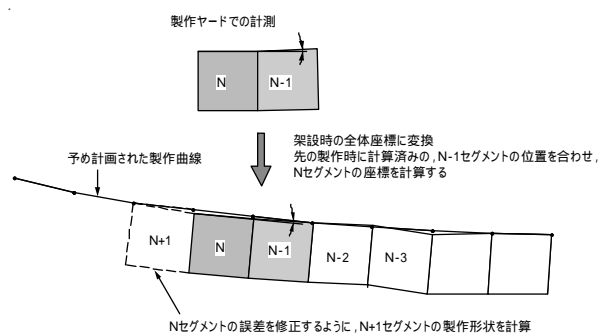 製作ヤードでの計測
N
N-1
架設時の全体座標に変換
先の製作時に計算済みの, N-1セグメントの位置を合わせ,
Nセグメントの座標を計算する
予め計画された製作曲線
N+1
N
N-1
N-2
N-3
Nセグメントの誤差を修正するように, N+1セグメントの製作形状を計算